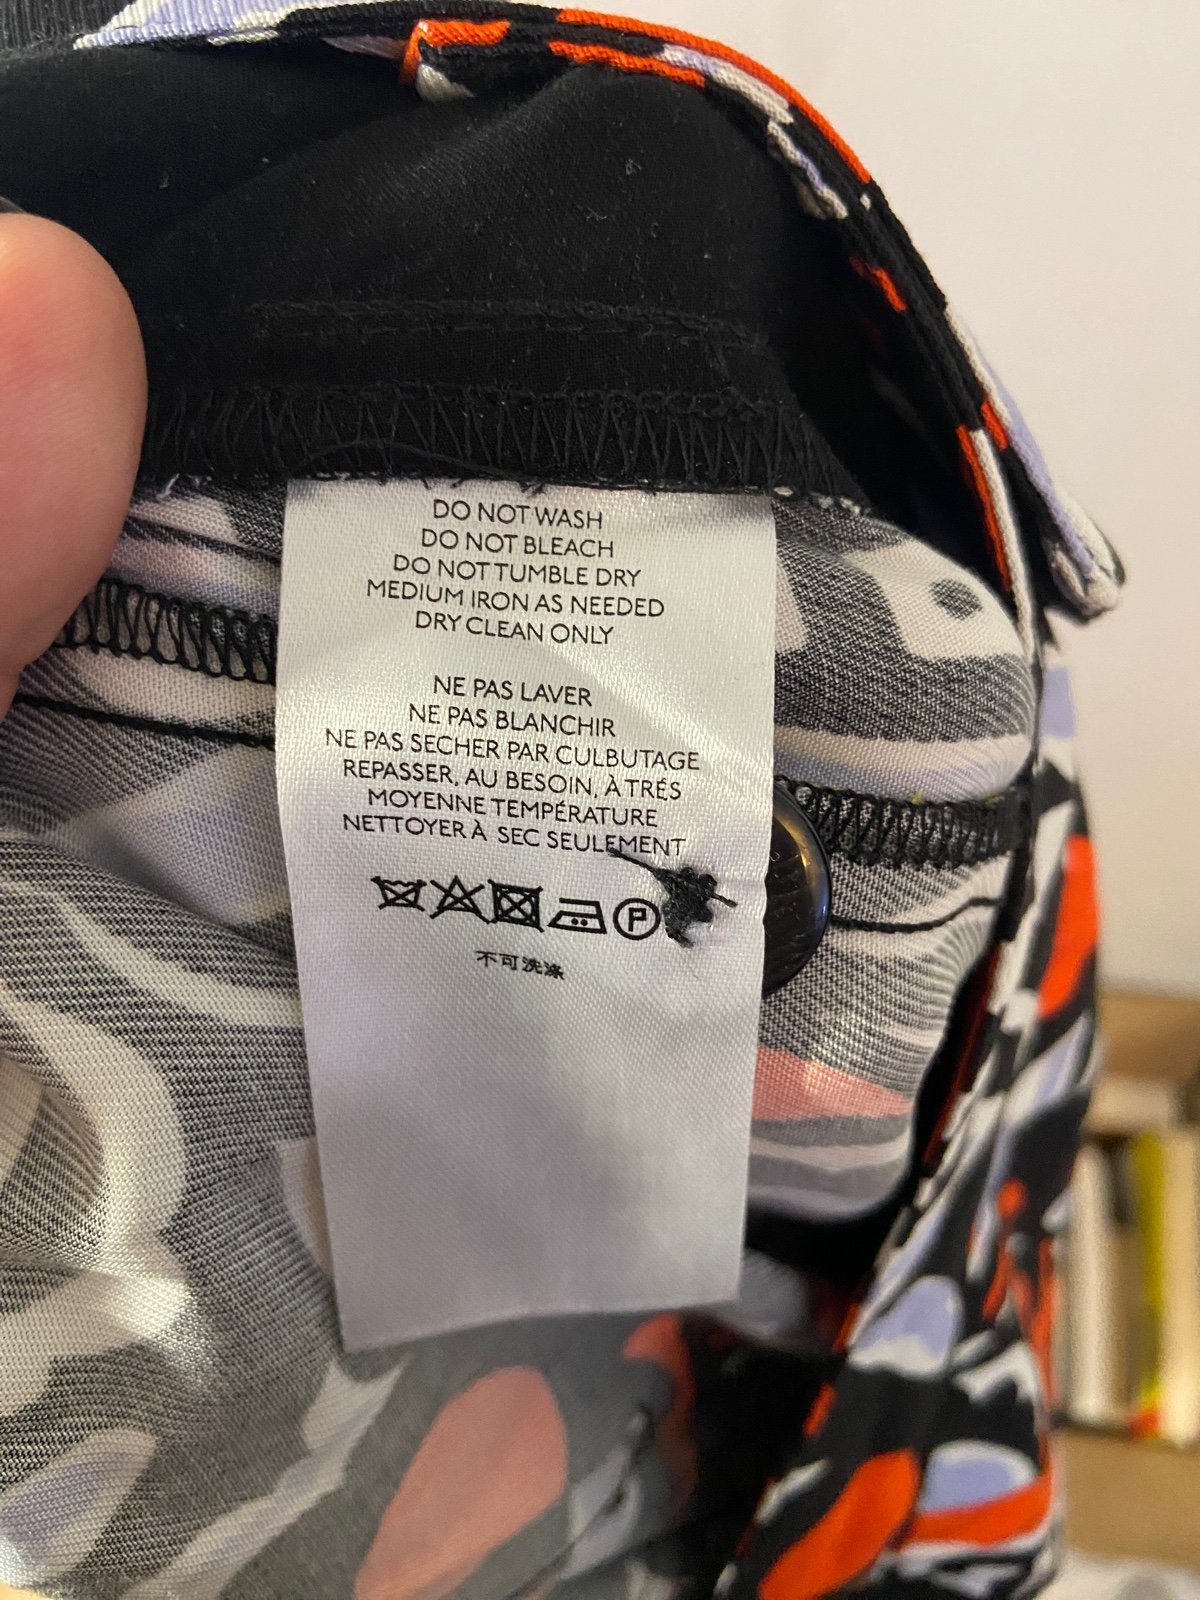 DO NOT WASH
DO NOT BLEACH
DO NOT TUMBLE DRY
MEDIUM IRON AS NEEDED
DRY CLEAN ONLY
NE PAS LAVER
NE PAS BLANCHIR
NE PAS SECHER PAR CULBUTAGE
REPASSER, AU BESOIN, À TRÉS
MOYENNE TEMPÉRATURE
NETTOYER À SEC SEULEMENT
P
不可洗涤